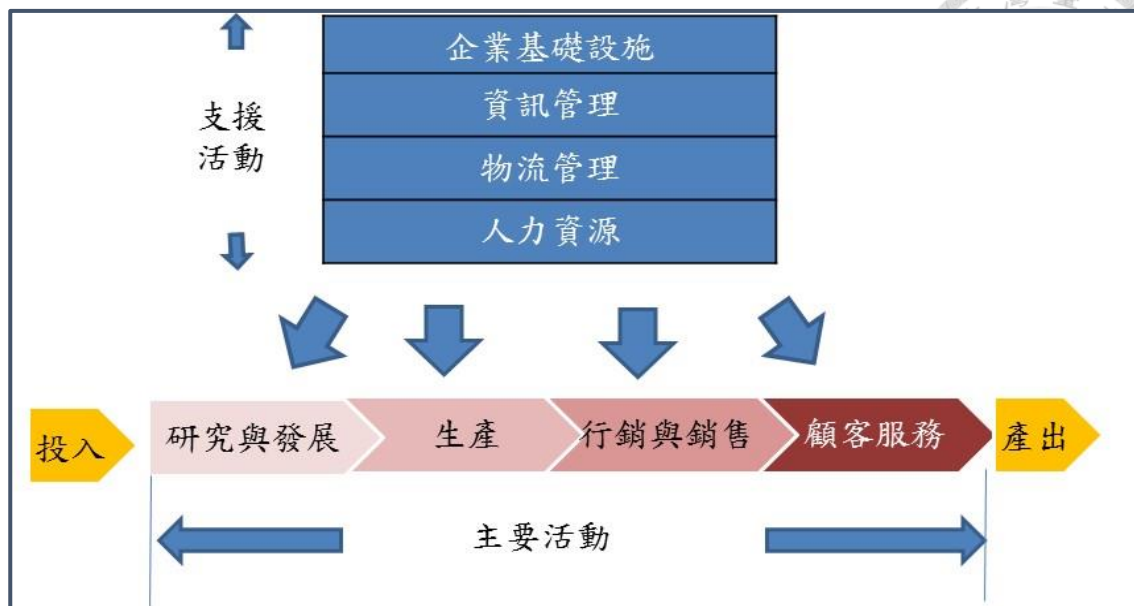 企業基礎設施
資訊管理
物流管理
人力資源
支援
活動
投入
研究與發展
生產
行銷與銷售
顧客服務
產出
主要活動